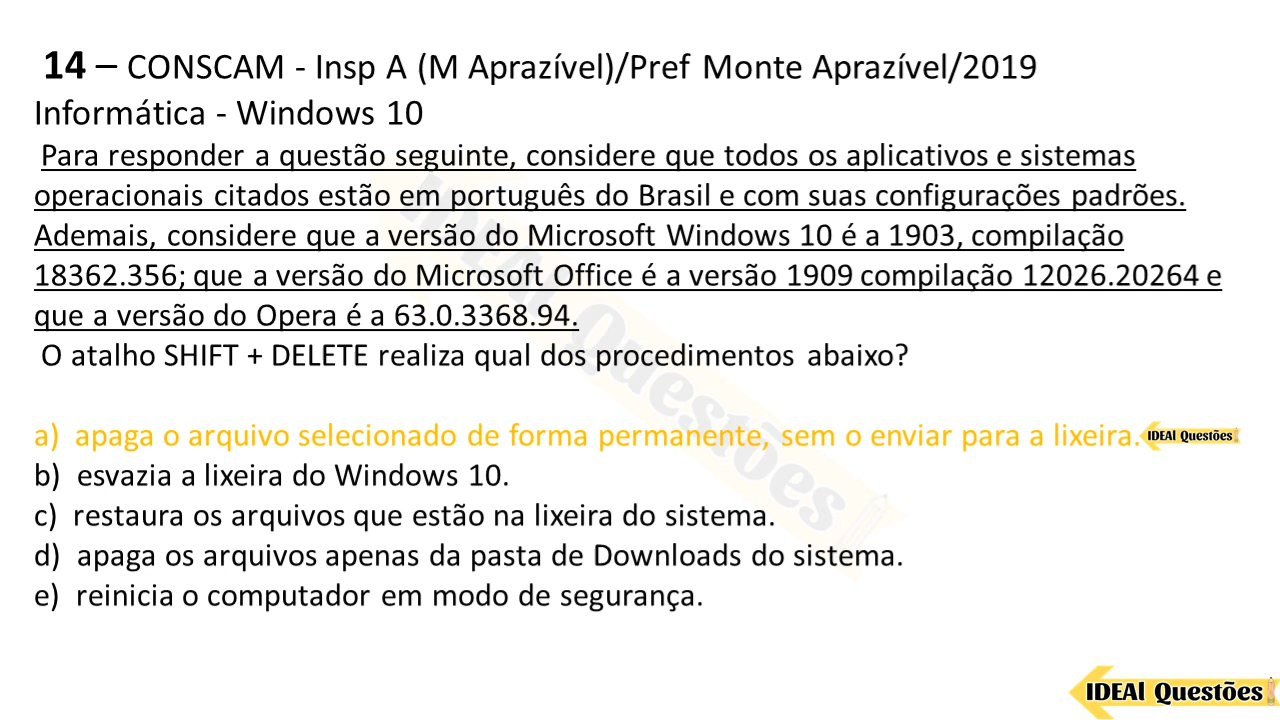 14 – CONSCAM - Insp A (M Aprazível)/Pref Monte Aprazível/2019
Informática - Windows 10
Para responder a questão seguinte, considere que todos os aplicativos e sistemas
operacionais citados estão em português do Brasil e com suas configurações padrões.
Ademais, considere que a versão do Microsoft Windows 10 é a 1903, compilação
18362.356; que a versão do Microsoft Office é a versão 1909 compilação 12026.20264 e
que a versão do Opera é a 63.0.3368.94.
O atalho SHIFT + DELETE realiza qual dos procedimentos abaixo?
a) apaga o arquivo selecionado de forma permanente, sem o enviar para a lixeira.
IDEAl Questões
b) esvazia a lixeira do Windows 10.
c) restaura os arquivos que estão na lixeira do sistema.
d) apaga os arquivos apenas da pasta de Downloads do sistema.
e) reinicia o computador em modo de segurança.
IDEAl Questões
IDEAl Questões